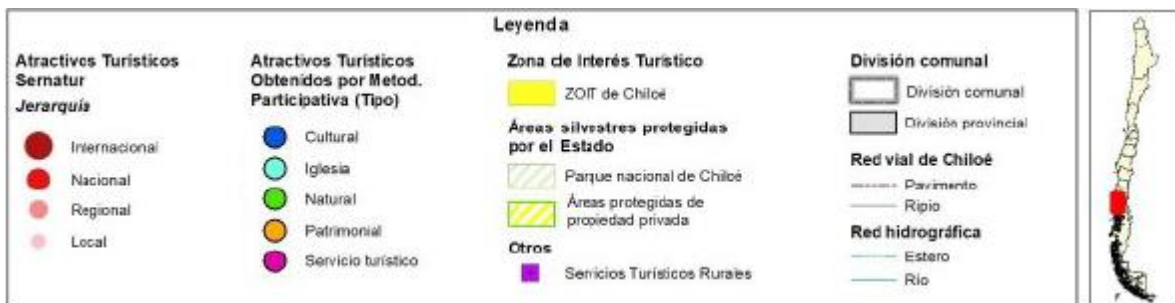 Leyenda
Atractivos Turísticos
Sernatur
Jerarquía
Internacional
Nacional
Regional
Local
Atractivos Turísticos
Obtenidos por Metod.
Participativa (Tipo)
Cultural
Iglesia
Natural
Patrimonial
Servicio turístico
Zona de Interés Turístico
ZOIT de Chiloé
Áreas silvestres protegidas
por el Estado
Parque nacional de Chiloé
Áreas protegidas de
propiedad privada
Otros
Servicios Turísticos Rurales
División comunal
División comunal
División provincial
Red vial de Chiloé
Pavimento
Ripio
Red hidrográfica
Estero
Río